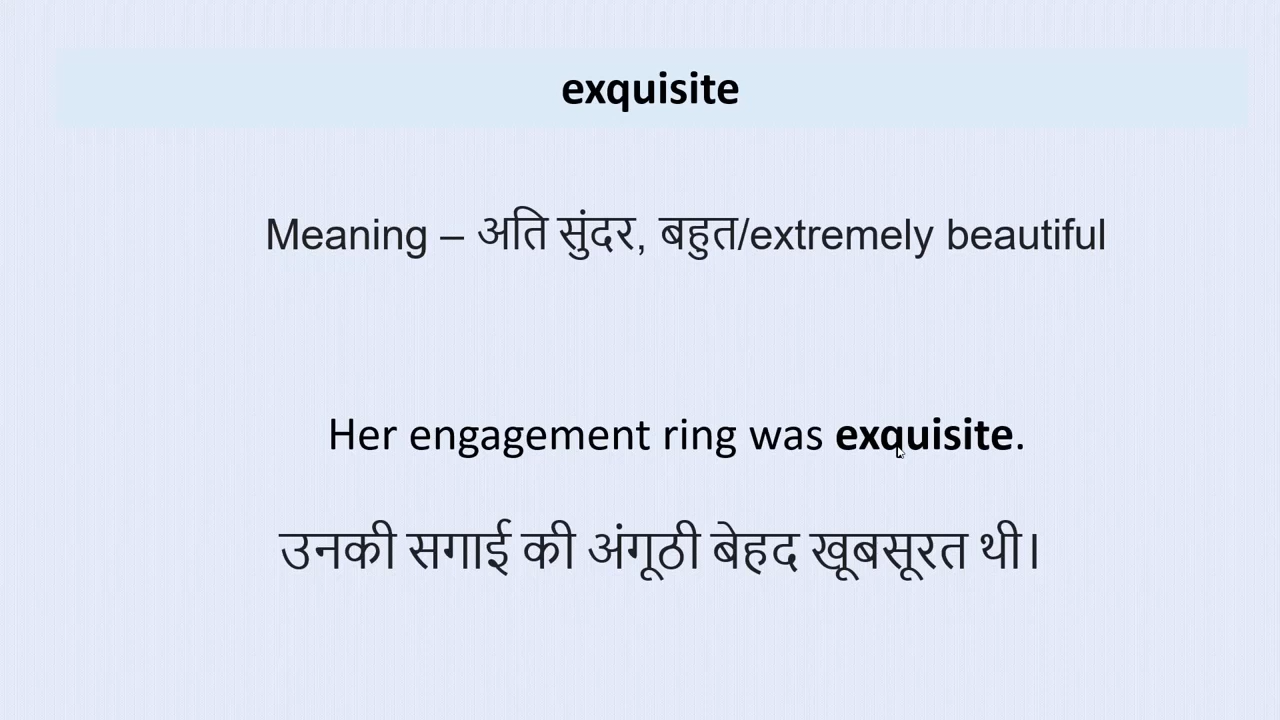 exquisite
Meaning – अति सुंदर, बहुत/extremely beautiful
Her engagement ring was exquisite.
उनकी सगाई की अंगूठी बेहद खूबसूरत थी।